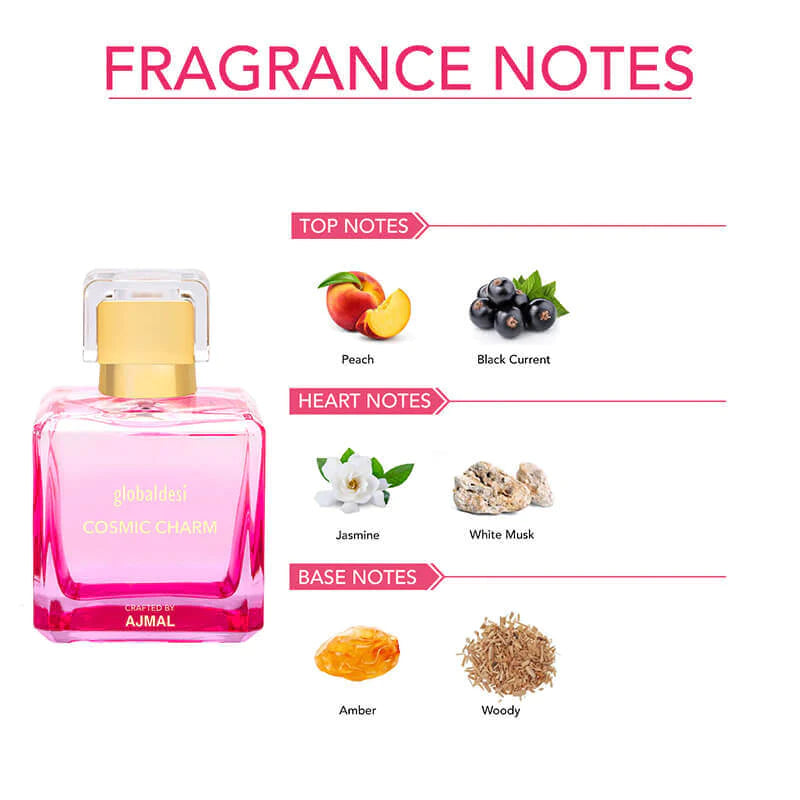 FRAGRANCE NOTES
TOP NOTES
Peach
Black Current
HEART NOTES
globaldesi
COSMIC CHARM
Jasmine
White Musk
BASE NOTES
CRAFTED BY
AJMAL
Amber
Woody